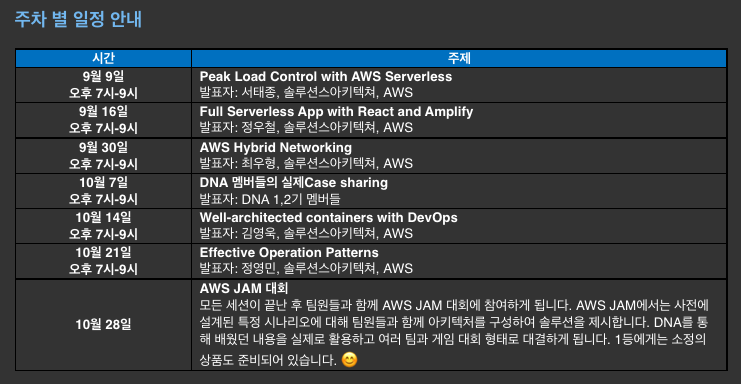 주차 별 일정 안내
시간 주제
9월 9일
오후 7시-9시
Peak Load Control with AWS Serverless
발표자: 서태종, 솔루션스아키텍쳐, AWS
9월 16일
오후 7시-9시
Full Serverless App with React and Amplify
발표자: 정우철, 솔루션스아키텍쳐, AWS
9월 30일
오후 7시-9시
AWS Hybrid Networking
발표자: 최우형, 솔루션스아키텍쳐, AWS
10월 7일
오후 7시-9시
DNA 멤버들의 실제Case sharing
발표자: DNA 1,2기 멤버들
10월 14일
오후 7시-9시
Well-architected containers with DevOps
발표자: 김영욱, 솔루션스아키텍쳐, AWS
10월 21일
오후 7시-9시
Effective Operation Patterns
발표자: 정영민, 솔루션스아키텍쳐, AWS
10월 28일
AWS JAM 대회
모든 세션이 끝난 후 팀원들과 함께 AWS JAM 대회에 참여하게 됩니다. AWS JAM에서는 사전에
설계된 특정 시나리오에 대해 팀원들과 함께 아키텍처를 구성하여 솔루션을 제시합니다. DNA를 통
해 배웠던 내용을 실제로 활용하고 여러 팀과 게임 대회 형태로 대결하게 됩니다. 1등에게는 소정의
상품도 준비되어 있습니다. 😊